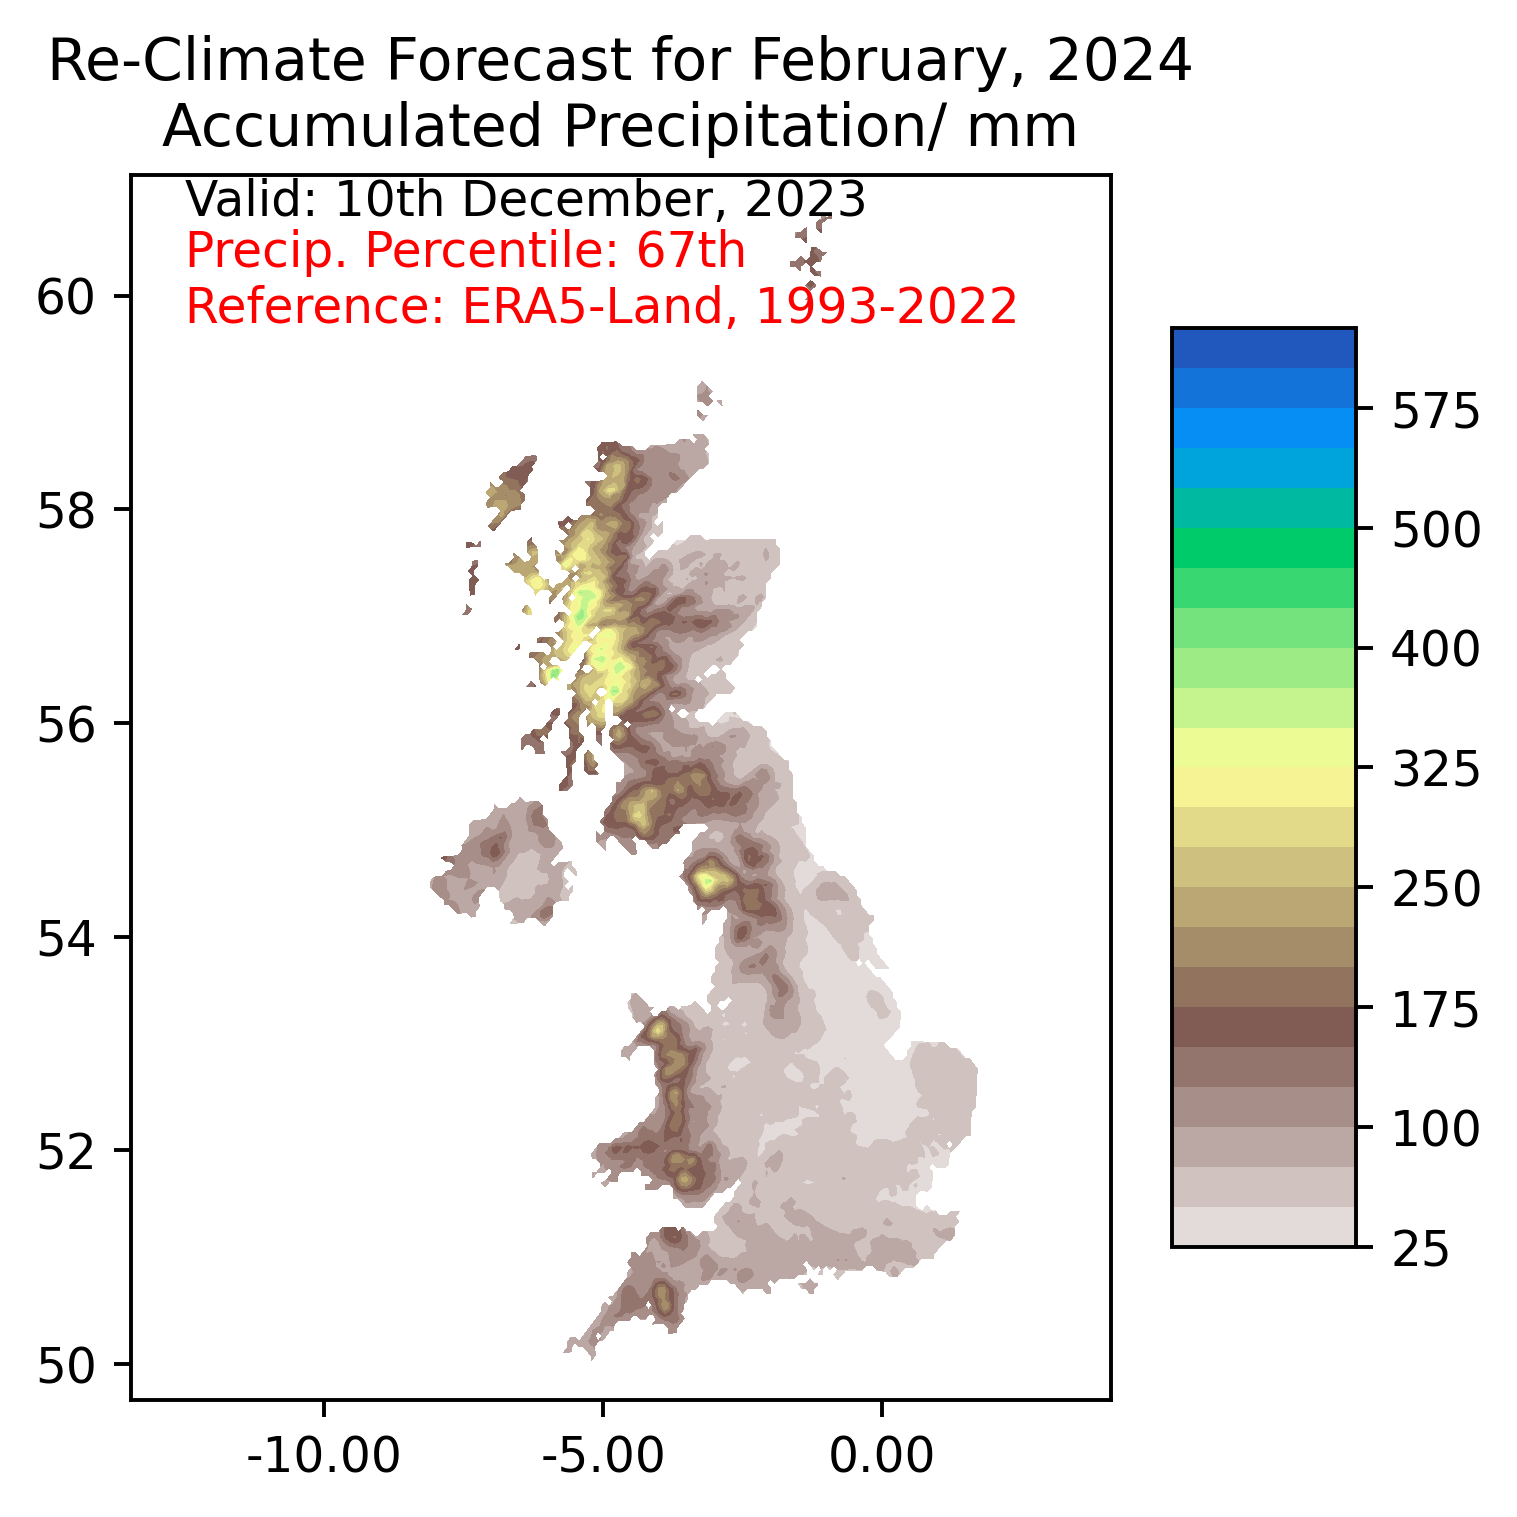 Re-Climate Forecast for February, 2024
Accumulated Precipitation/ mm
Valid: 10th December, 2023
Precip. Percentile: 67th
Reference: ERA5-Land, 1993-2022
60
58
56
54
52
50
-10.00 -5.00 0.00
575
500
400
325
250
175
100
25